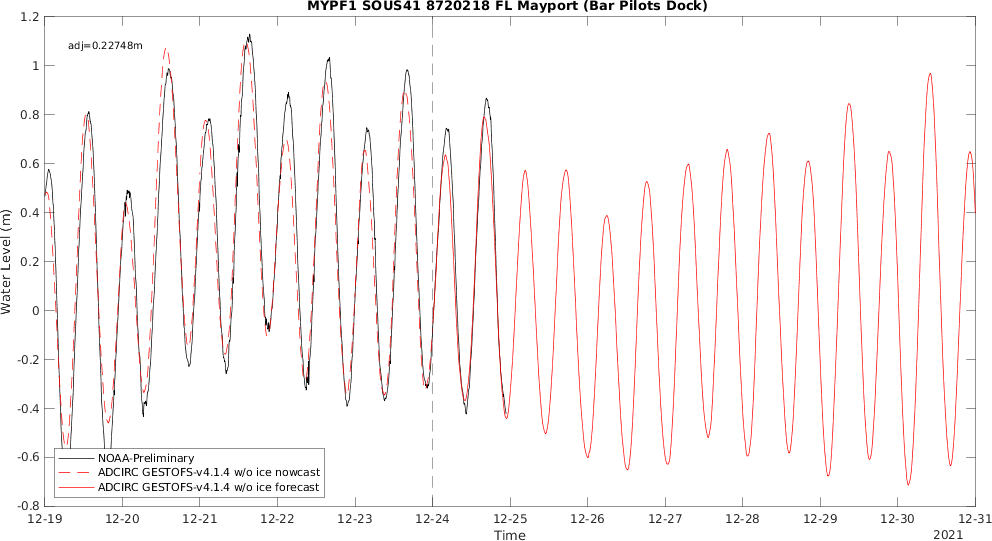 MYPF1 SOUS41 8720218 FL Mayport (Bar Pilots Dock)
1.2
1
0.8
0.6
0.4
0.2
0
-0.2
-0.4
-0.6
-0.8
Water Level (m)
adj=0.22748m
NOAA-Preliminary
ADCIRC GESTOFS-v4.1.4 w/o ice nowcast
ADCIRC GESTOFS-v4.1.4 w/o ice forecast
12-19 12-20 12-21 12-22 12-23 12-24 12-25 12-26 12-27 12-28 12-29 12-30 12-31
Time
2021